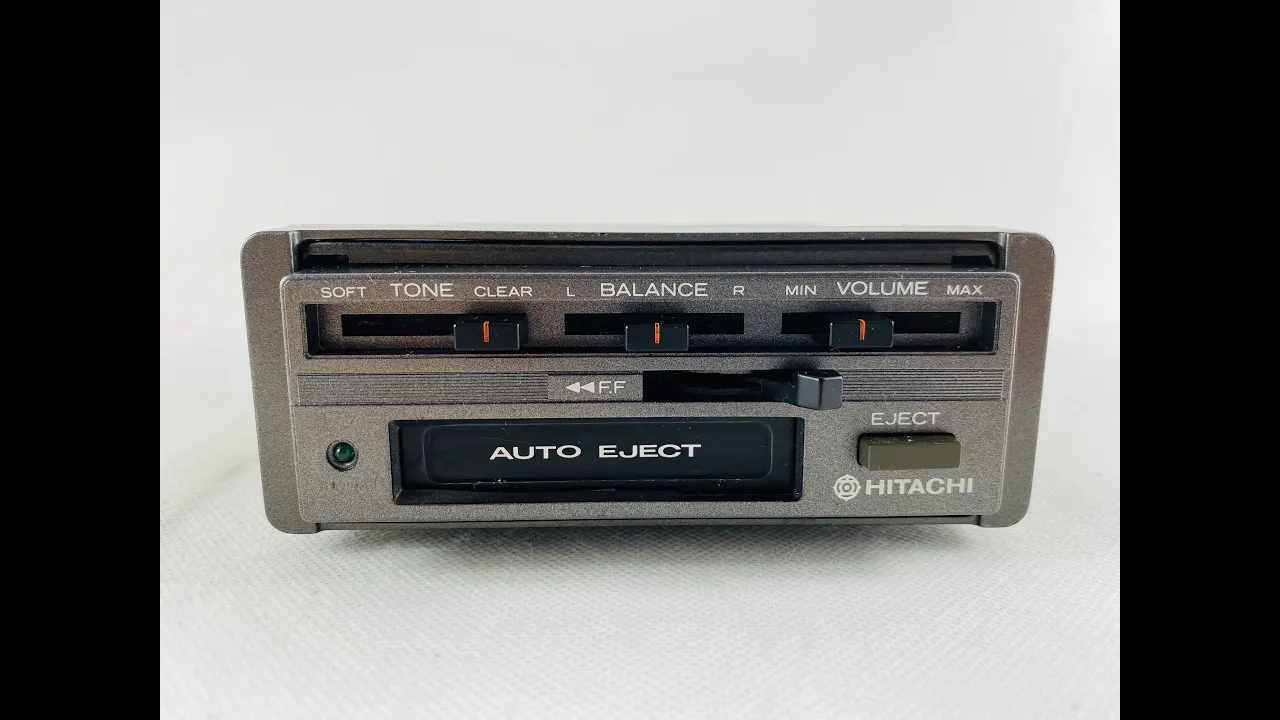 SOFT TONE CLEAR L BALANCE R MIN VOLUME MAX
F.F
EJECT
AUTO EJECT
HITACHI